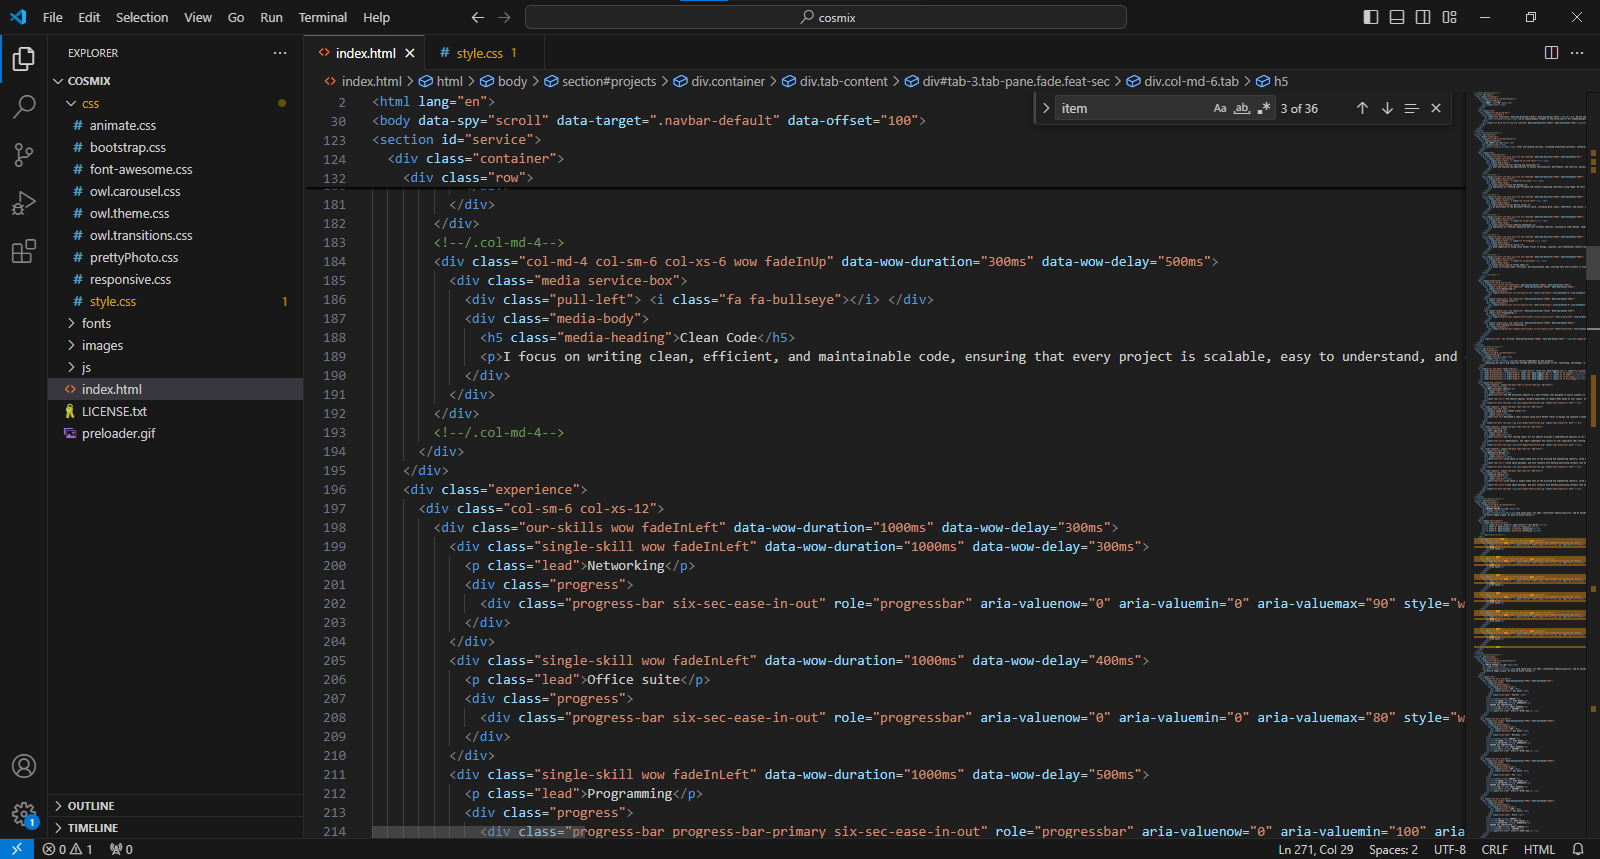 File Edit Selection View Go Run Terminal Help
cosmix
EXPLORER
COSMIX
css
# animate.css
# bootstrap.css
# font-awesome.css
# owl.carousel.css
# owl.theme.css
# owl.transitions.css
# prettyPhoto.css
# responsive.css
# style.css 1
fonts
images
js
<> index.html
LICENSE.txt
preloader.gif
OUTLINE
TIMELINE
<> index.html
# style.css 1
<> index.html > html > body > section#projects > div.container > div.tab-content > div#tab-3.tab-pane.fade.feat-sec > div.col-md-6.tab > h5
item Aa ab .* 3 of 36
2 <html lang="en">
30 <body data-spy="scroll" data-target=".navbar-default" data-offset="100">
123 <section id="service">
124 <div class="container">
132 <div class="row">
181 </div>
182 </div>
183 <!--/.col-md-4-->
184 <div class="col-md-4 col-sm-6 col-xs-6 wow fadeInUp" data-wow-duration="300ms" data-wow-delay="500ms">
185 <div class="media service-box">
186 <div class="pull-left"> <i class="fa fa-bullseye"></i> </div>
187 <div class="media-body">
188 <h5 class="media-heading">Clean Code</h5>
189 <p>I focus on writing clean, efficient, and maintainable code, ensuring that every project is scalable, easy to understand, and
190 </div>
191 </div>
192 </div>
193 <!--/.col-md-4-->
194 </div>
195 </div>
196 <div class="experience">
197 <div class="col-sm-6 col-xs-12">
198 <div class="our-skills wow fadeInLeft" data-wow-duration="1000ms" data-wow-delay="300ms">
199 <div class="single-skill wow fadeInLeft" data-wow-duration="1000ms" data-wow-delay="300ms">
200 <p class="lead">Networking</p>
201 <div class="progress">
202 <div class="progress-bar six-sec-ease-in-out" role="progressbar" aria-valuenow="0" aria-valuemin="0" aria-valuemax="90" style="w
203 </div>
204 </div>
205 <div class="single-skill wow fadeInLeft" data-wow-duration="1000ms" data-wow-delay="400ms">
206 <p class="lead">Office suite</p>
207 <div class="progress">
208 <div class="progress-bar six-sec-ease-in-out" role="progressbar" aria-valuenow="0" aria-valuemin="0" aria-valuemax="80" style="w
209 </div>
210 </div>
211 <div class="single-skill wow fadeInLeft" data-wow-duration="1000ms" data-wow-delay="500ms">
212 <p class="lead">Programming</p>
213 <div class="progress">
214 <div class="progress-bar progress-bar-primary six-sec-ease-in-out" role="progressbar" aria-valuenow="0" aria-valuemin="100" aria
1
0 1 0
Ln 271, Col 29 Spaces: 2 UTF-8 CRLF HTML